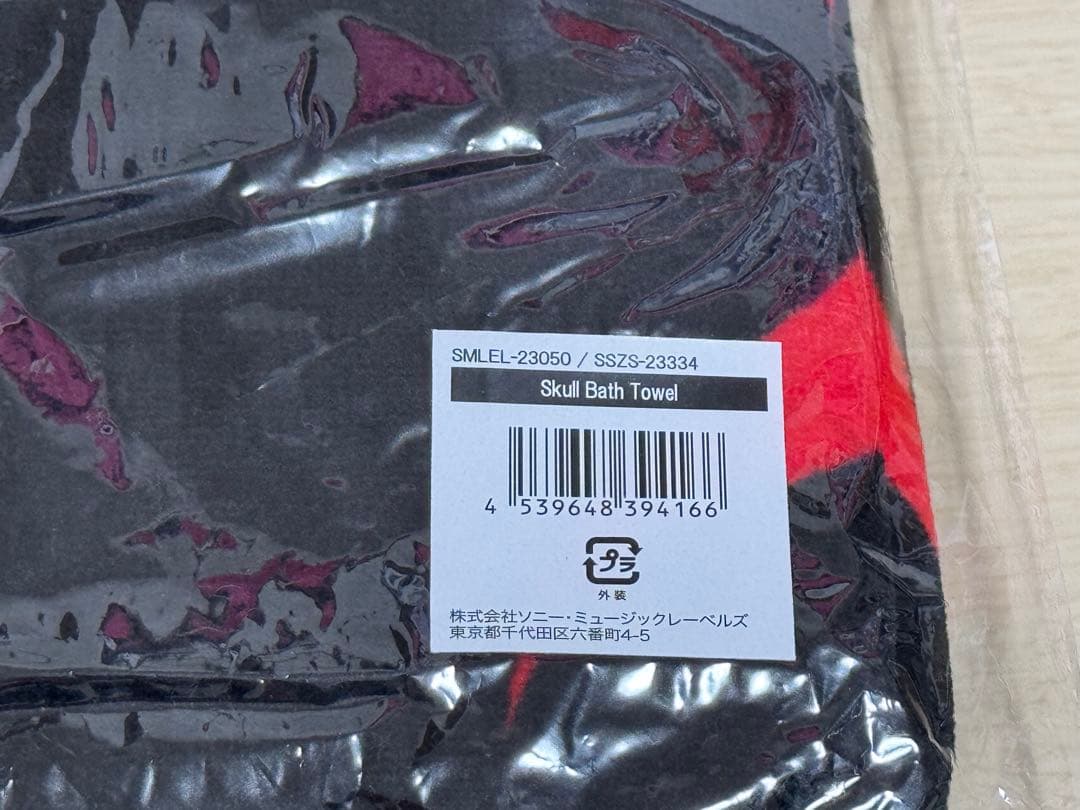 SMLEL-23050 / SSZS-23334
Skull Bath Towel
4 539648 394166
プラ
外装
株式会社ソニー・ミュージックレーベルズ
東京都千代田区六番町4-5